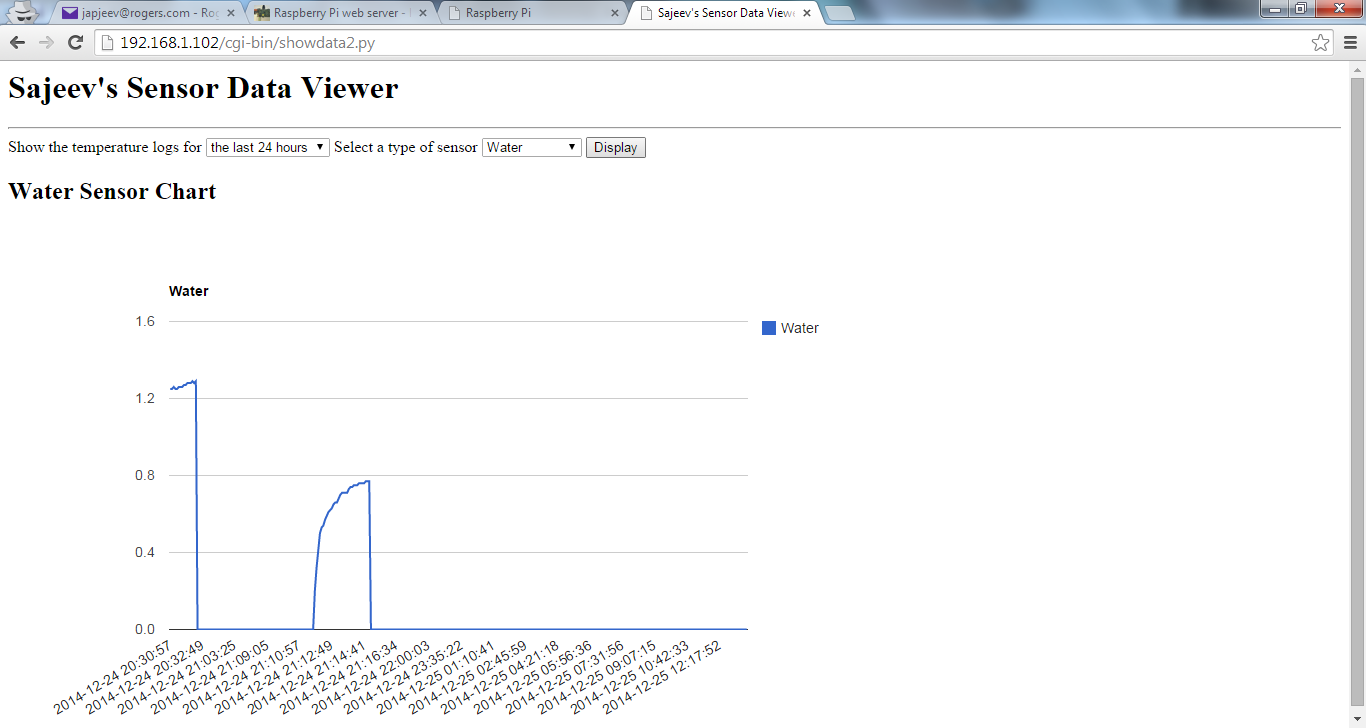 japjeev@rogers.com - Rog
Raspberry Pi web server -
Raspberry Pi
Sajeev's Sensor Data Viewe
192.168.1.102/cgi-bin/showdata2.py
Sajeev's Sensor Data Viewer
Show the temperature logs for the last 24 hours Select a type of sensor Water Display
Water Sensor Chart
Water
Water
1.6
1.2
0.8
0.4
0.0
2014-12-24 20:30:57
2014-12-24 20:32:49
2014-12-24 21:03:25
2014-12-24 21:09:05
2014-12-24 21:10:57
2014-12-24 21:12:49
2014-12-24 21:14:41
2014-12-24 21:16:34
2014-12-24 22:00:03
2014-12-24 23:35:22
2014-12-25 01:10:41
2014-12-25 02:45:59
2014-12-25 04:21:18
2014-12-25 05:56:36
2014-12-25 07:31:56
2014-12-25 09:07:15
2014-12-25 10:42:33
2014-12-25 12:17:52